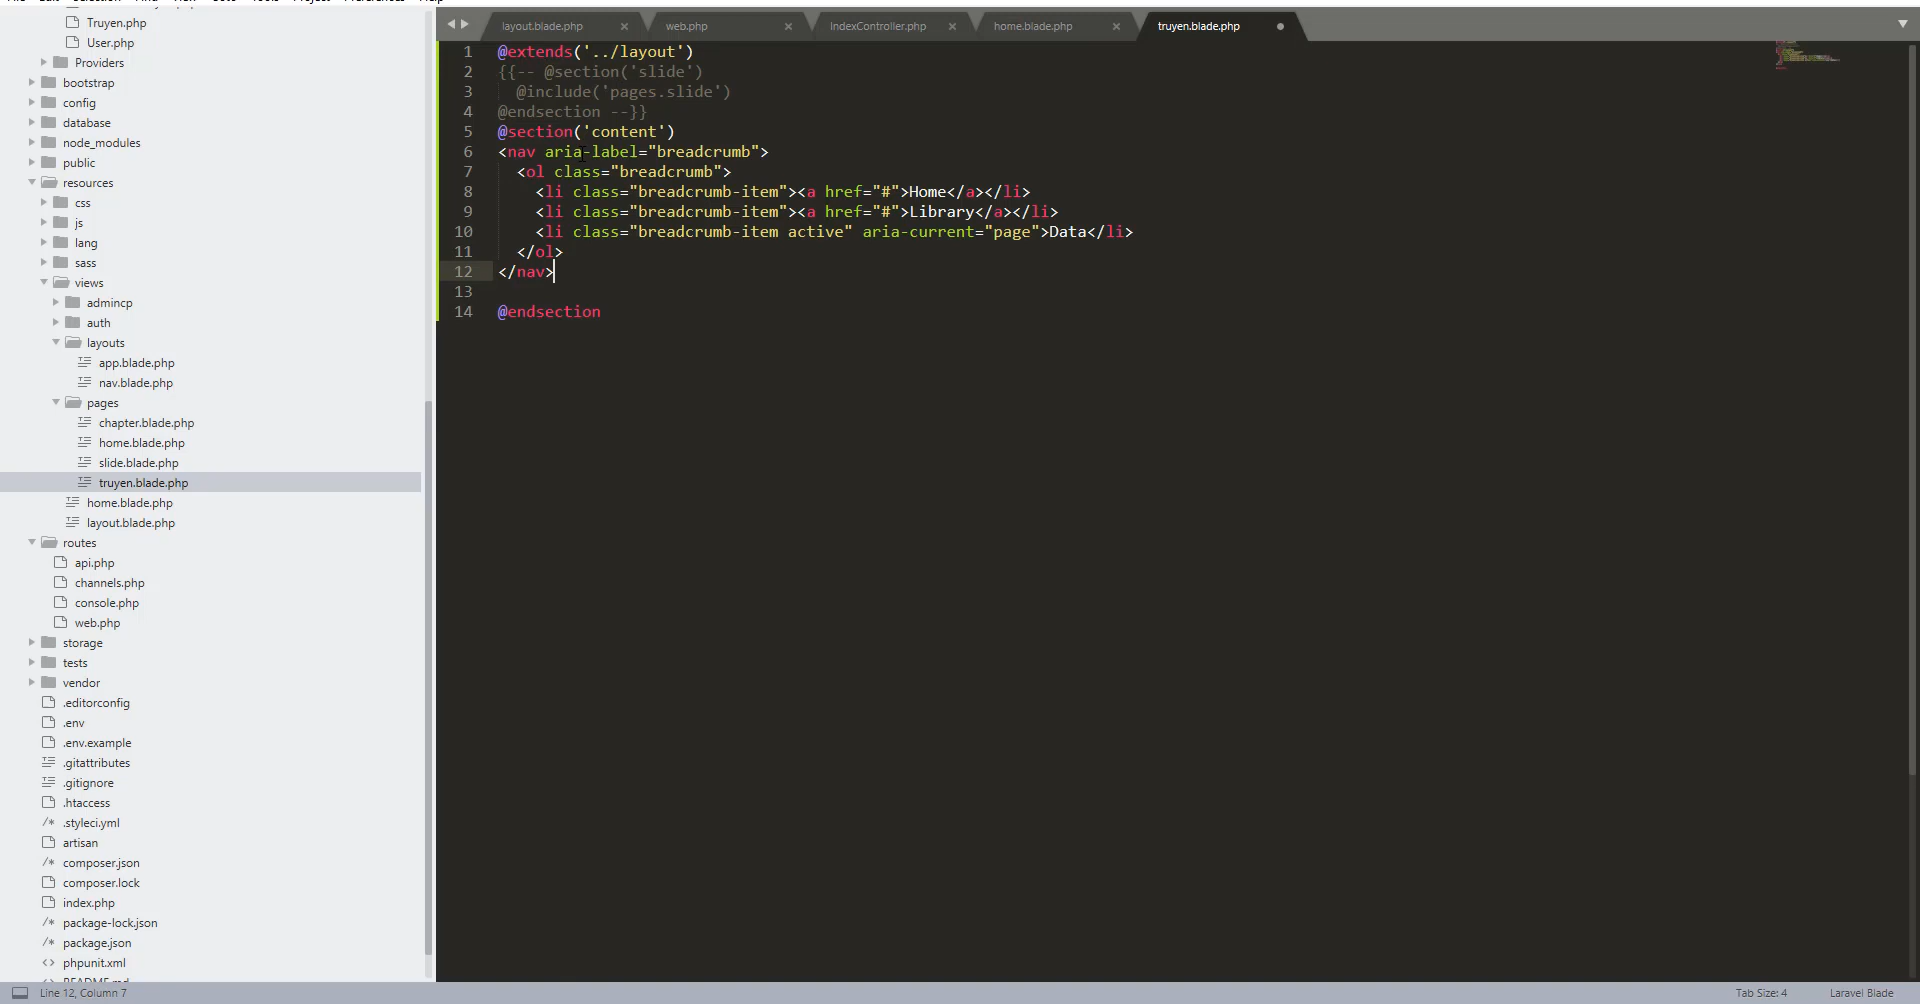 Truyen.php
User.php
Providers
bootstrap
config
database
node_modules
public
resources
css
js
lang
sass
views
admincp
auth
layouts
app.blade.php
nav.blade.php
pages
chapter.blade.php
home.blade.php
slide.blade.php
truyen.blade.php
home.blade.php
layout.blade.php
routes
api.php
channels.php
console.php
web.php
storage
tests
vendor
.editorconfig
.env
.env.example
.gitattributes
.gitignore
.htaccess
.styleci.yml
artisan
composer.json
composer.lock
index.php
package-lock.json
package.json
phpunit.xml
layout.blade.php
web.php
IndexController.php
home.blade.php
truyen.blade.php
1 @extends('../layout')
2 {{-- @section('slide')
3 @include('pages.slide')
4 @endsection --}}
5 @section('content')
6 <nav aria-label="breadcrumb">
7 <ol class="breadcrumb">
8 <li class="breadcrumb-item"><a href="#">Home</a></li>
9 <li class="breadcrumb-item"><a href="#">Library</a></li>
10 <li class="breadcrumb-item active" aria-current="page">Data</li>
11 </ol>
12 </nav>
13
14 @endsection
Line 12, Column 7
Tab Size: 4
Laravel Blade